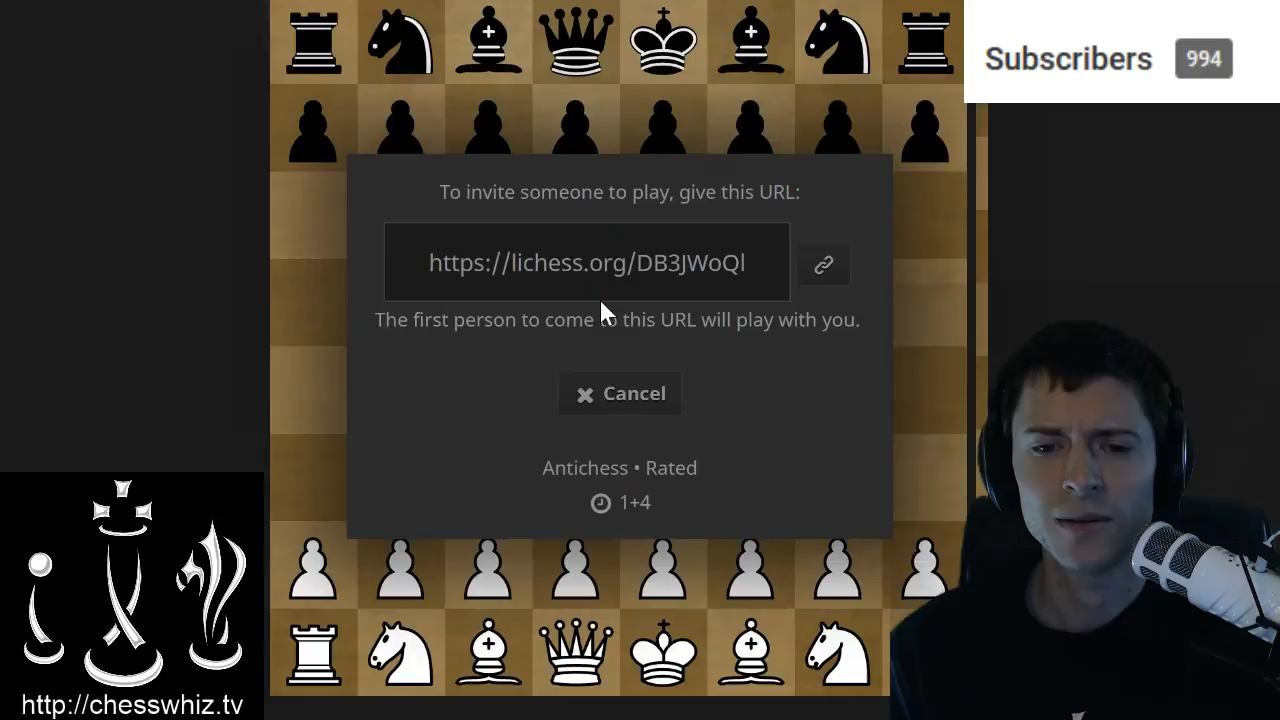 Subscribers 994
To invite someone to play, give this URL:
https://lichess.org/DB3JWoQl
The first person to come to this URL will play with you.
Cancel
Antichess • Rated
1+4
http://chesswhiz.tv